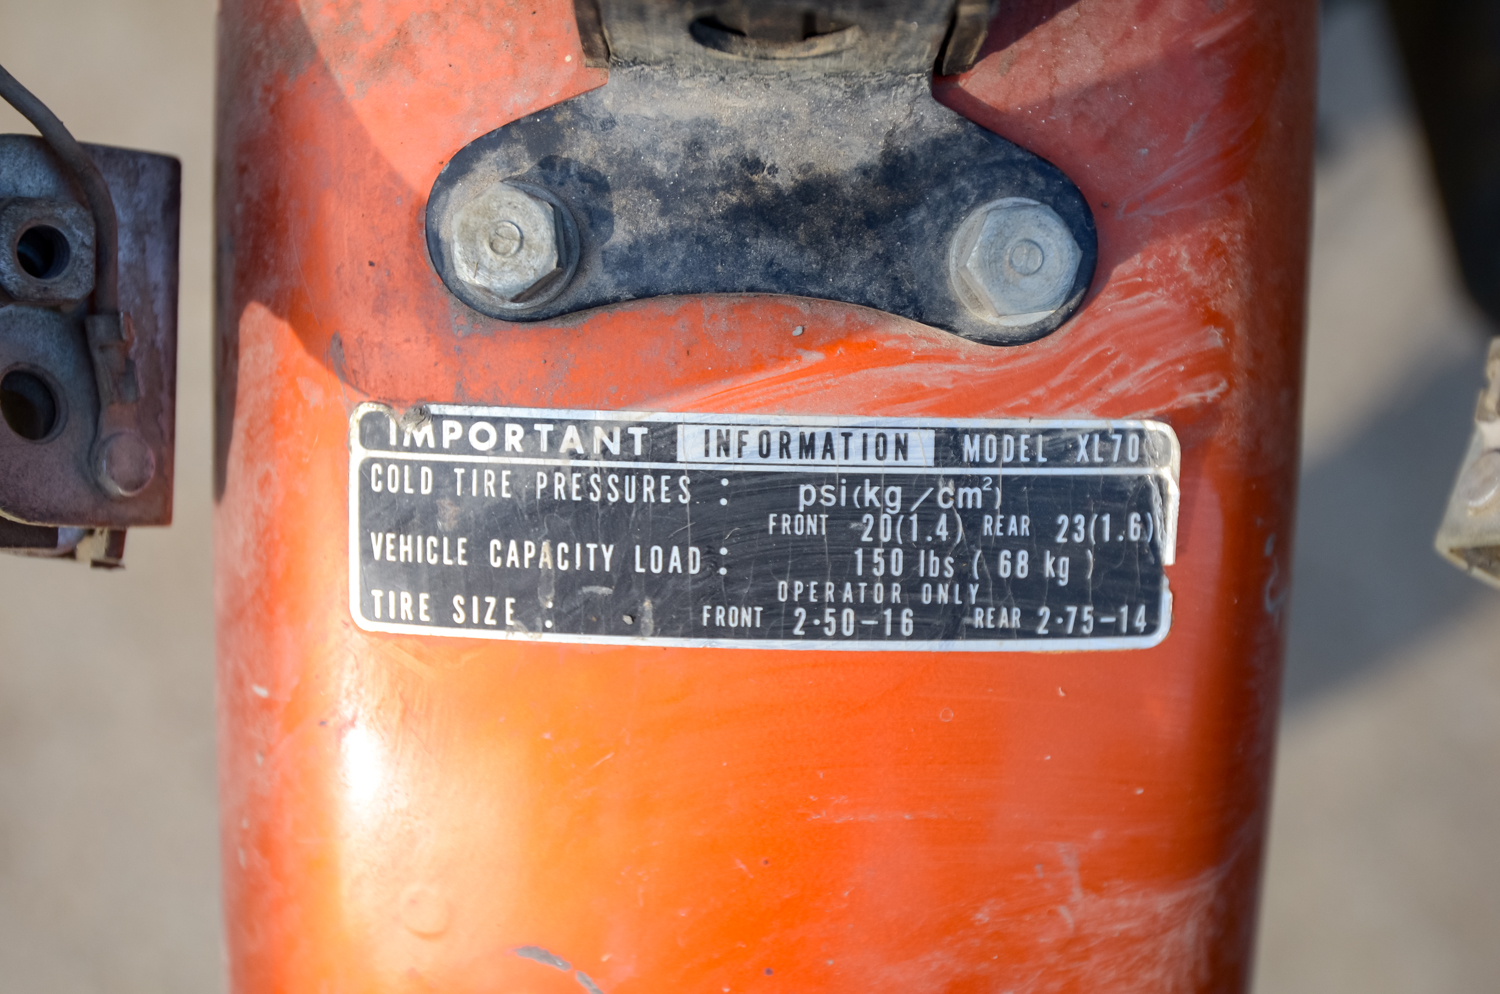 IMPORTANT INFORMATION MODEL XL70
COLD TIRE PRESSURES : psi(kg/cm²)
FRONT 20(1.4) REAR 23(1.6)
VEHICLE CAPACITY LOAD : 150 lbs ( 68 kg )
OPERATOR ONLY
TIRE SIZE : FRONT 2·50–16 REAR 2·75–14